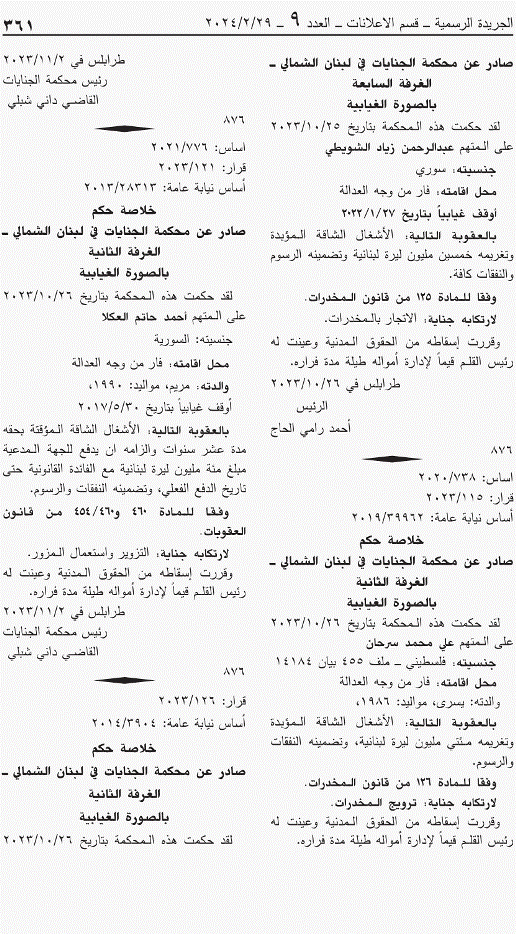 الجريدة الرسمية ـ قسم الاعلانات ـ العدد ٩ ـ ٢٠٢٤/٢/٢٩
٣٦١
صادر عن محكمة الجنايات في لبنان الشمالي ـ
الغرفة السابعة
بالصورة الغيابية
لقد حكمت هذه المحكمة بتاريخ ٢٠٢٣/١٠/٢٥
على المتهم عبدالرحمن زياد الشويطي
جنسيته: سوري
محل اقامته: فار من وجه العدالة
أوقف غيابياً بتاريخ ٢٠٢٢/١/٢٧
بالعقوبة التالية: الأشغال الشاقة المؤبدة
وتغريمه خمسين مليون ليرة لبنانية وتضمينه الرسوم
والنفقات كافة.
وفقا للمادة ١٢٥ من قانون المخدرات.
لارتكابه جناية: الاتجار بالمخدرات.
وقررت إسقاطه من الحقوق المدنية وعينت له
رئيس القلم قيماً لإدارة أمواله طيلة مدة فراره.
طرابلس في ٢٠٢٣/١٠/٢٦
الرئيس
أحمد رامي الحاج
٨٧٦
اساس: ٢٠٢٠/٧٣٨
قرار: ٢٠٢٣/١١٥
أساس نيابة عامة: ٢٠١٩/٣٩٩٦٢
خلاصة حكم
صادر عن محكمة الجنايات في لبنان الشمالي ـ
الغرفة الثانية
بالصورة الغيابية
لقد حكمت هذه المحكمة بتاريخ ٢٠٢٣/١٠/٢٦
على المتهم علي محمد سرحان
جنسيته: فلسطيني ـ ملف ٤٥٥ بيان ١٤١٨٤
محل اقامته: فار من وجه العدالة
والدته: يسرى، مواليد: ١٩٨٦،
بالعقوبة التالية: الأشغال الشاقة المؤبدة
وتغريمه مئتي مليون ليرة لبنانية، وتضمينه النفقات
والرسوم.
وفقا للمادة ١٢٦ من قانون المخدرات.
لارتكابه جناية: ترويج المخدرات.
وقررت إسقاطه من الحقوق المدنية وعينت له
رئيس القلم قيماً لإدارة أمواله طيلة مدة فراره.
طرابلس في ٢٠٢٣/١١/٢
رئيس محكمة الجنايات
القاضي داني شبلي
٨٧٦
اساس: ٢٠٢١/٧٧٦
قرار: ٢٠٢٣/١٢١
أساس نيابة عامة: ٢٠١٣/٢٨٣١٣
خلاصة حكم
صادر عن محكمة الجنايات في لبنان الشمالي ـ
الغرفة الثانية
بالصورة الغيابية
لقد حكمت هذه المحكمة بتاريخ ٢٠٢٣/١٠/٢٦
على المتهم احمد حاتم العكلا
جنسيته: السورية
محل اقامته: فار من وجه العدالة
والدته: مريم، مواليد: ١٩٩٠،
أوقف غيابياً بتاريخ ٢٠١٧/٥/٣٠
بالعقوبة التالية: الأشغال الشاقة المؤقتة بحقه
مدة عشر سنوات والزامه ان يدفع للجهة المدعية
مبلغ مئة مليون ليرة لبنانية مع الفائدة القانونية حتى
تاريخ الدفع الفعلي، وتضمينه النفقات والرسوم.
وفقا للمادة ٤٦٠ و٤٥٤/٤٦٠ من قانون
العقوبات.
لارتكابه جناية: التزوير واستعمال المزور.
وقررت إسقاطه من الحقوق المدنية وعينت له
رئيس القلم قيماً لإدارة أمواله طيلة مدة فراره.
طرابلس في ٢٠٢٣/١١/٢
رئيس محكمة الجنايات
القاضي داني شبلي
٨٧٦
قرار: ٢٠٢٣/١٢٦
أساس نيابة عامة: ٢٠١٤/٣٩٠٤
خلاصة حكم
صادر عن محكمة الجنايات في لبنان الشمالي ـ
الغرفة الثانية
بالصورة الغيابية
لقد حكمت هذه المحكمة بتاريخ ٢٠٢٣/١٠/٢٦